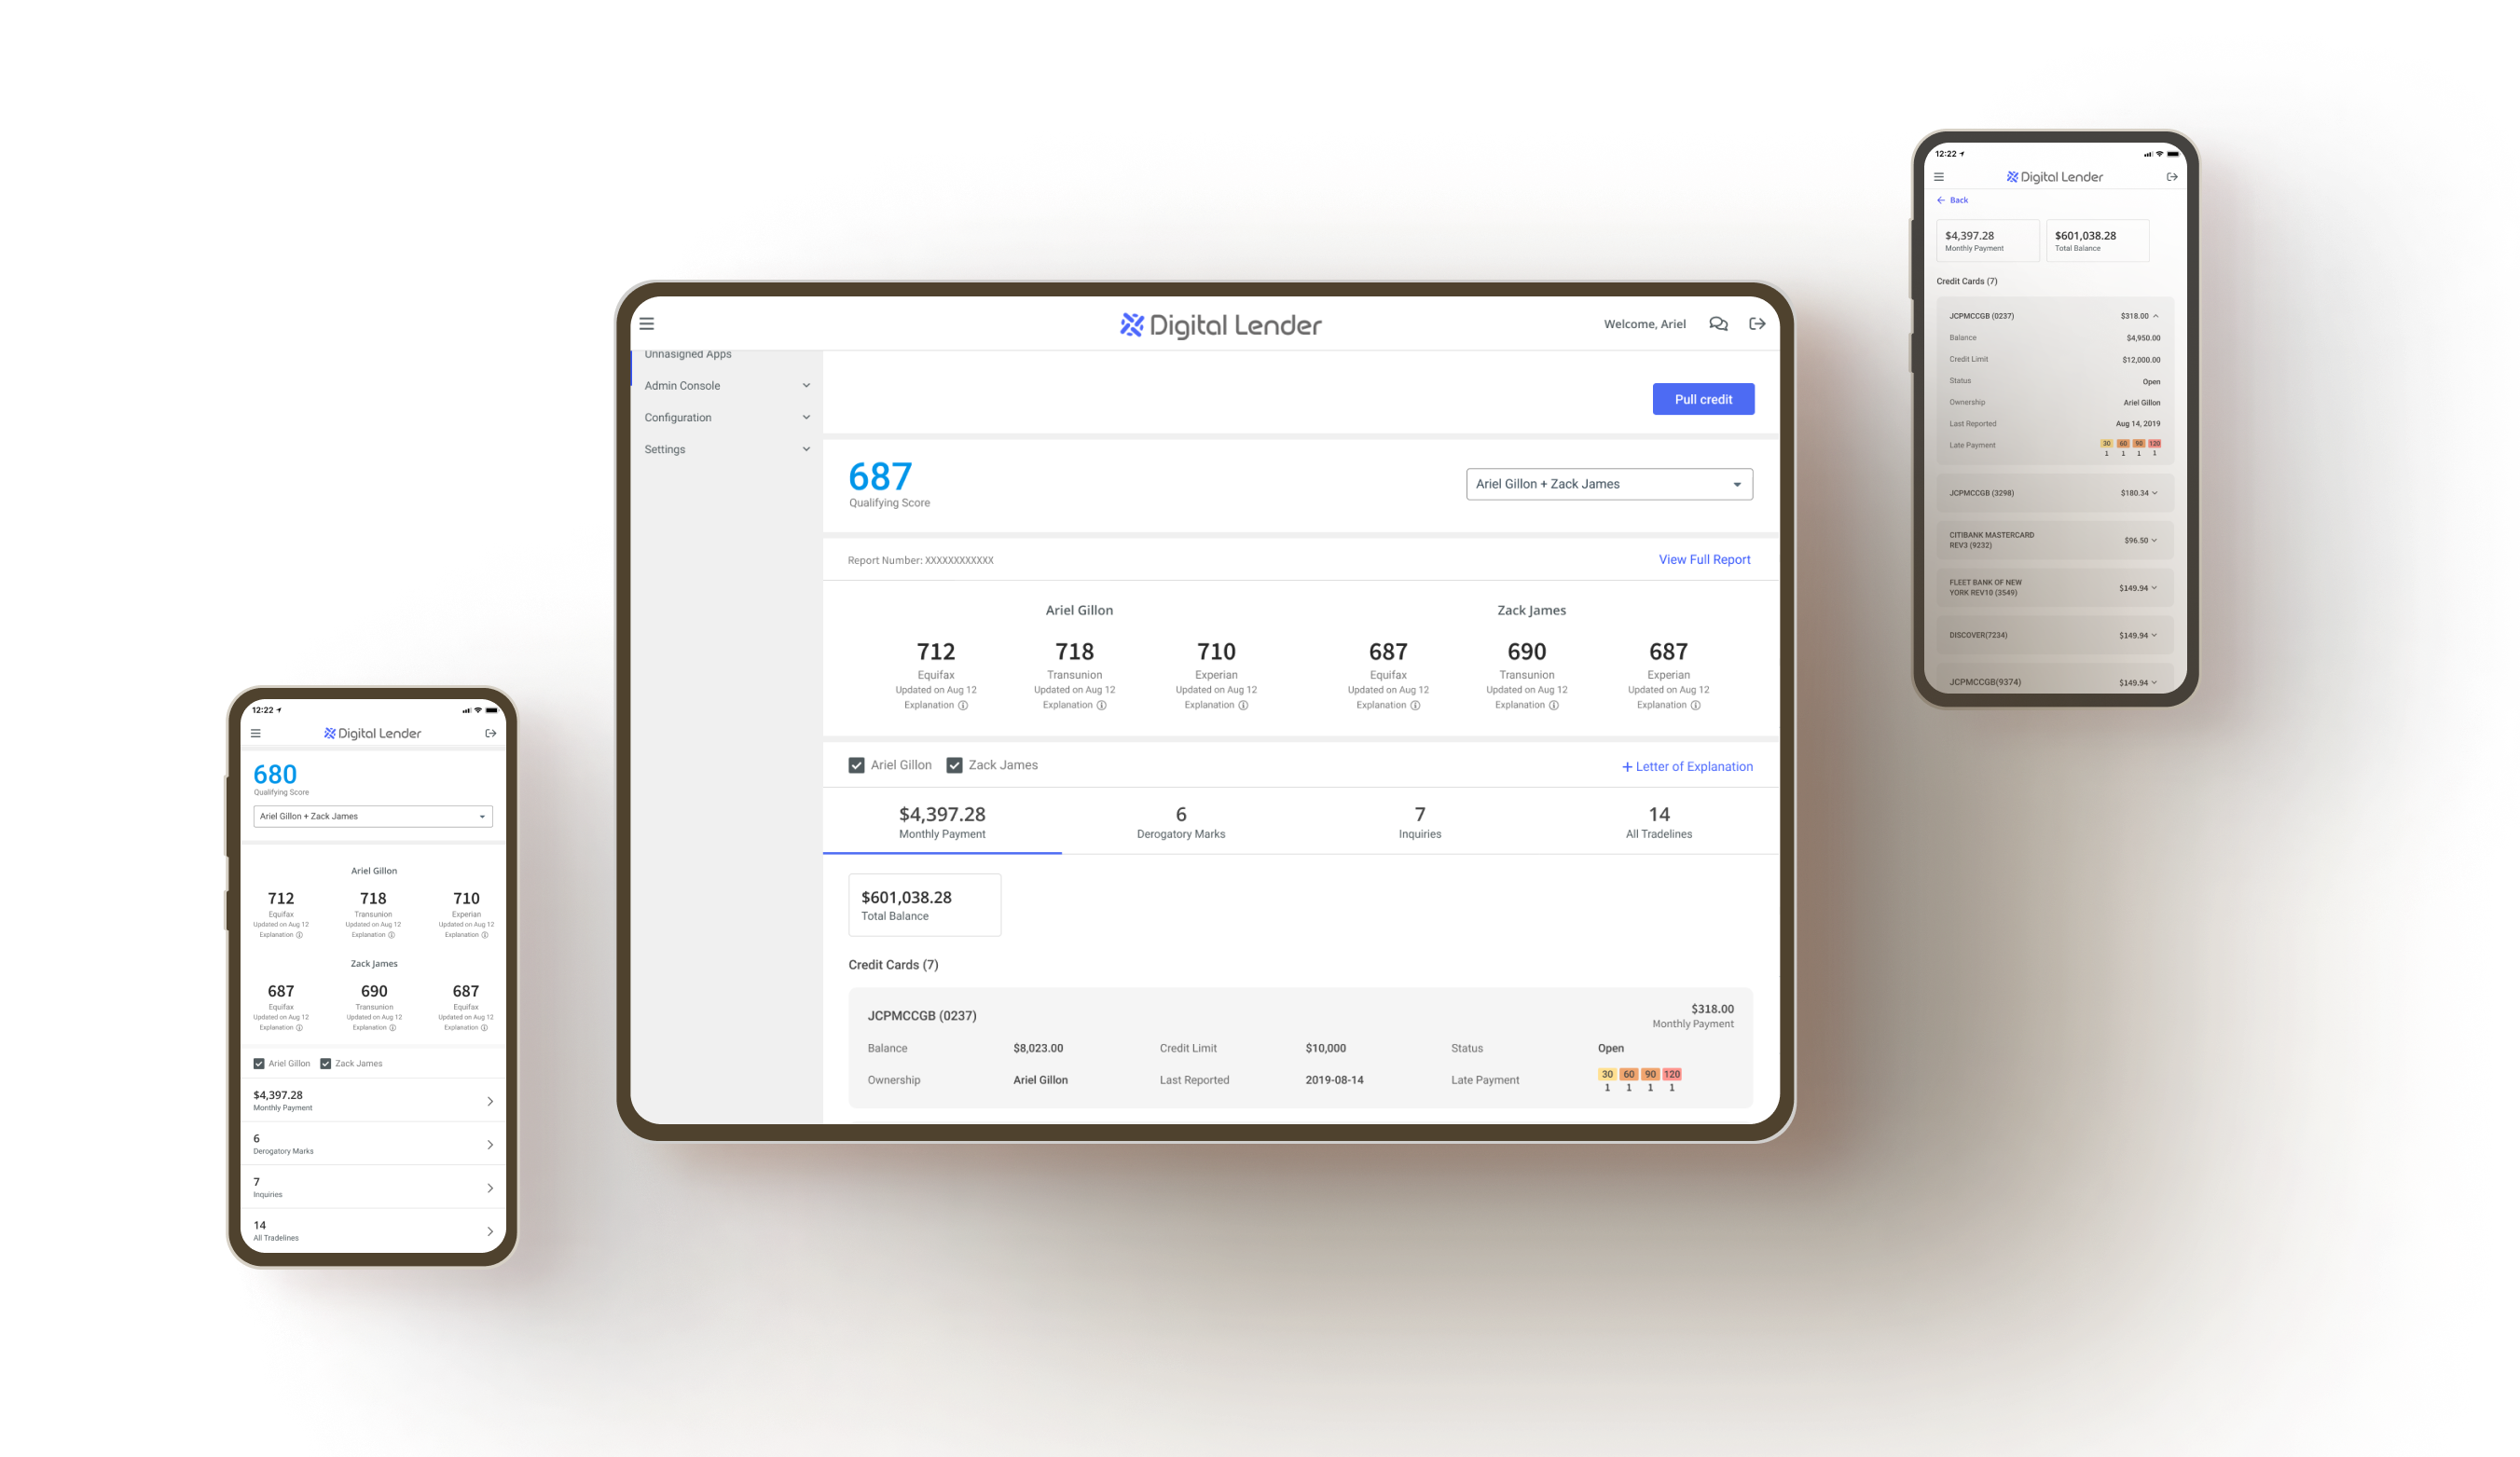 12:22
Digital Lender
680
Qualifying Score
Ariel Gillon + Zack James
Ariel Gillon
712 718 710
Equifax Transunion Experian
Updated on Aug 12 Updated on Aug 12 Updated on Aug 12
Explanation Explanation Explanation
Zack James
687 690 687
Equifax Transunion Equifax
Updated on Aug 12 Updated on Aug 12 Updated on Aug 12
Explanation Explanation Explanation
Ariel Gillon Zack James
$4,397.28
Monthly Payment
6
Derogatory Marks
7
Inquiries
14
All Tradelines
Digital Lender Welcome, Ariel
Unnasigned Apps
Admin Console
Configuration
Settings
Pull credit
687
Qualifying Score
Ariel Gillon + Zack James
Report Number: XXXXXXXXXXXX View Full Report
Ariel Gillon Zack James
712 718 710 687 690 687
Equifax Transunion Experian Equifax Transunion Experian
Updated on Aug 12 Updated on Aug 12 Updated on Aug 12 Updated on Aug 12 Updated on Aug 12 Updated on Aug 12
Explanation Explanation Explanation Explanation Explanation Explanation
Ariel Gillon Zack James + Letter of Explanation
$4,397.28 6 7 14
Monthly Payment Derogatory Marks Inquiries All Tradelines
$601,038.28
Total Balance
Credit Cards (7)
JCPMCCGB (0237) $318.00
Monthly Payment
Balance $8,023.00 Credit Limit $10,000 Status Open
Ownership Ariel Gillon Last Reported 2019-08-14 Late Payment 30 60 90 120
1 1 1 1
12:22
Digital Lender
Back
$4,397.28 $601,038.28
Monthly Payment Total Balance
Credit Cards (7)
JCPMCCGB (0237) $318.00
Balance $4,950.00
Credit Limit $12,000.00
Status Open
Ownership Ariel Gillon
Last Reported Aug 14, 2019
Late Payment 30 60 90 120
1 1 1 1
JCPMCCGB (3298) $180.34
CITIBANK MASTERCARD
REV3 (9232) $96.50
FLEET BANK OF NEW
YORK REV10 (3549) $149.94
DISCOVER(7234) $149.94
JCPMCCGB(9374) $149.94